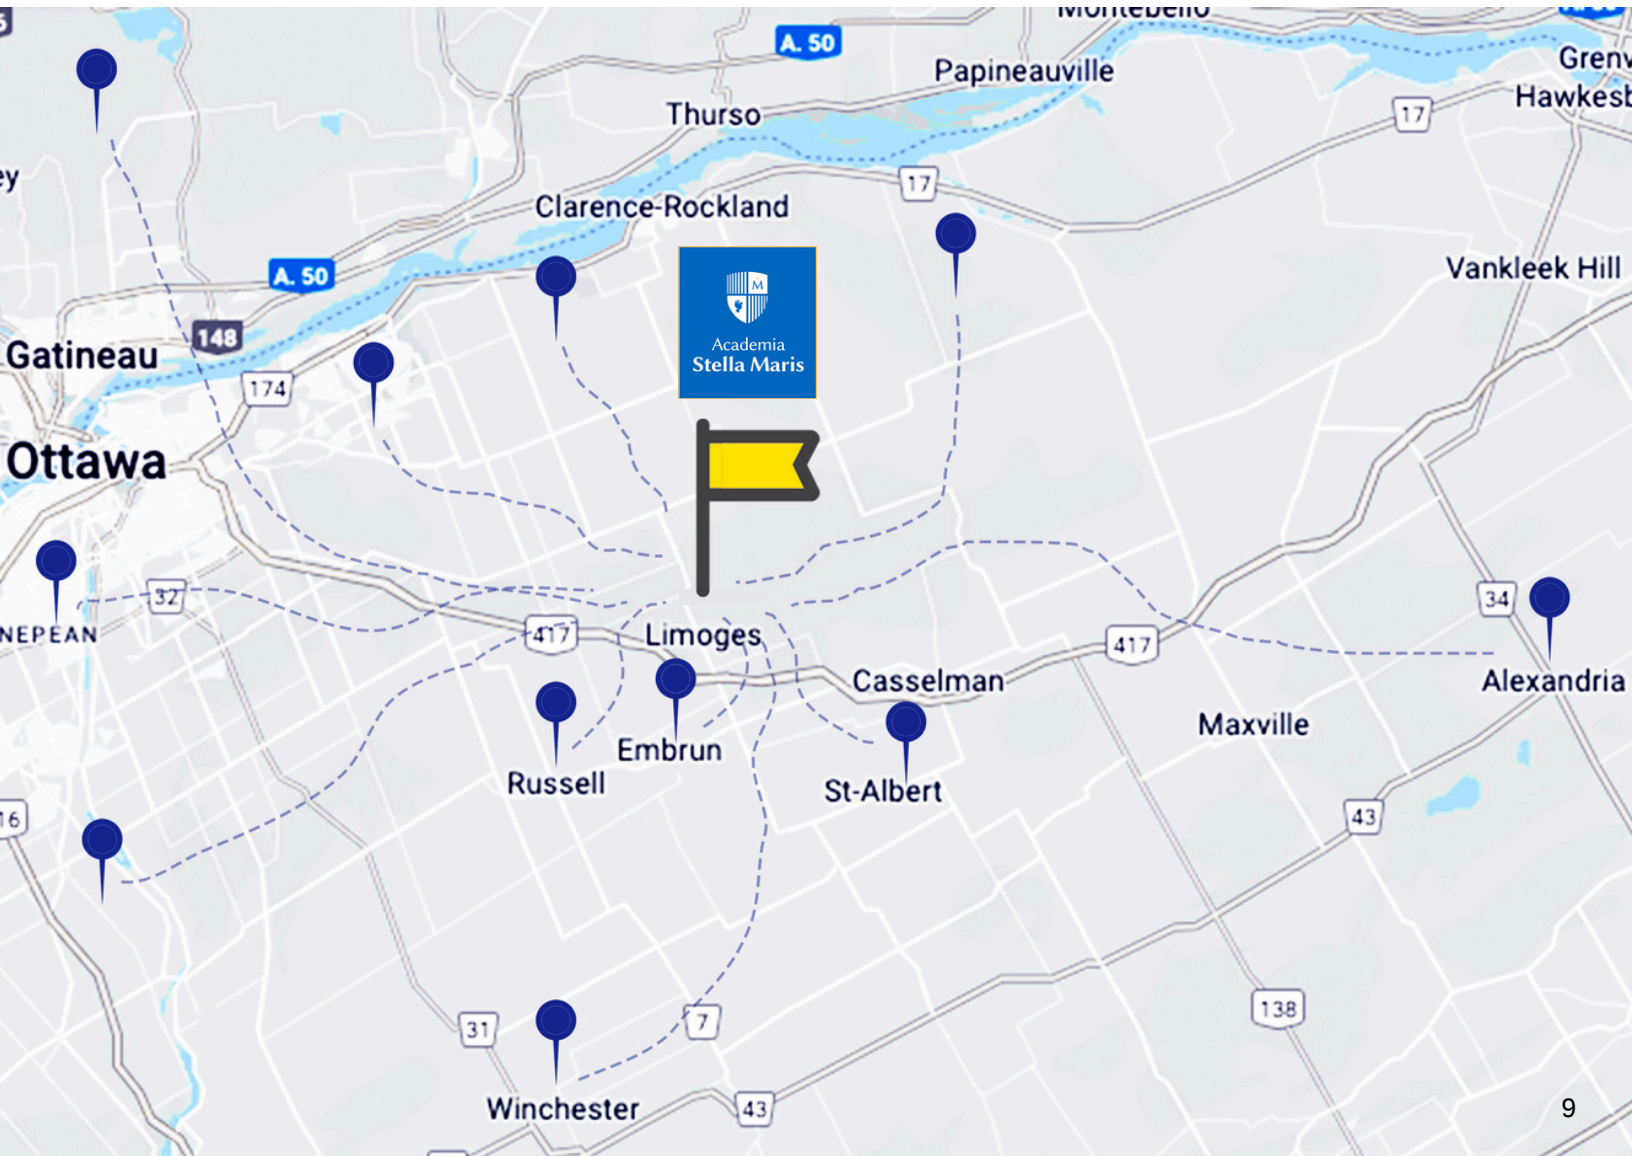 Montebello
A. 50
Papineauville
17
Thurso
17
Clarence-Rockland
Vankleek Hill
A. 50
148
M
Academia
Stella Maris
Gatineau
174
Ottawa
32
NEPEAN
417
Limoges
417
34
Casselman
Alexandria
Maxville
Embrun
Russell
St-Albert
16
43
31
7
138
Winchester
43
9